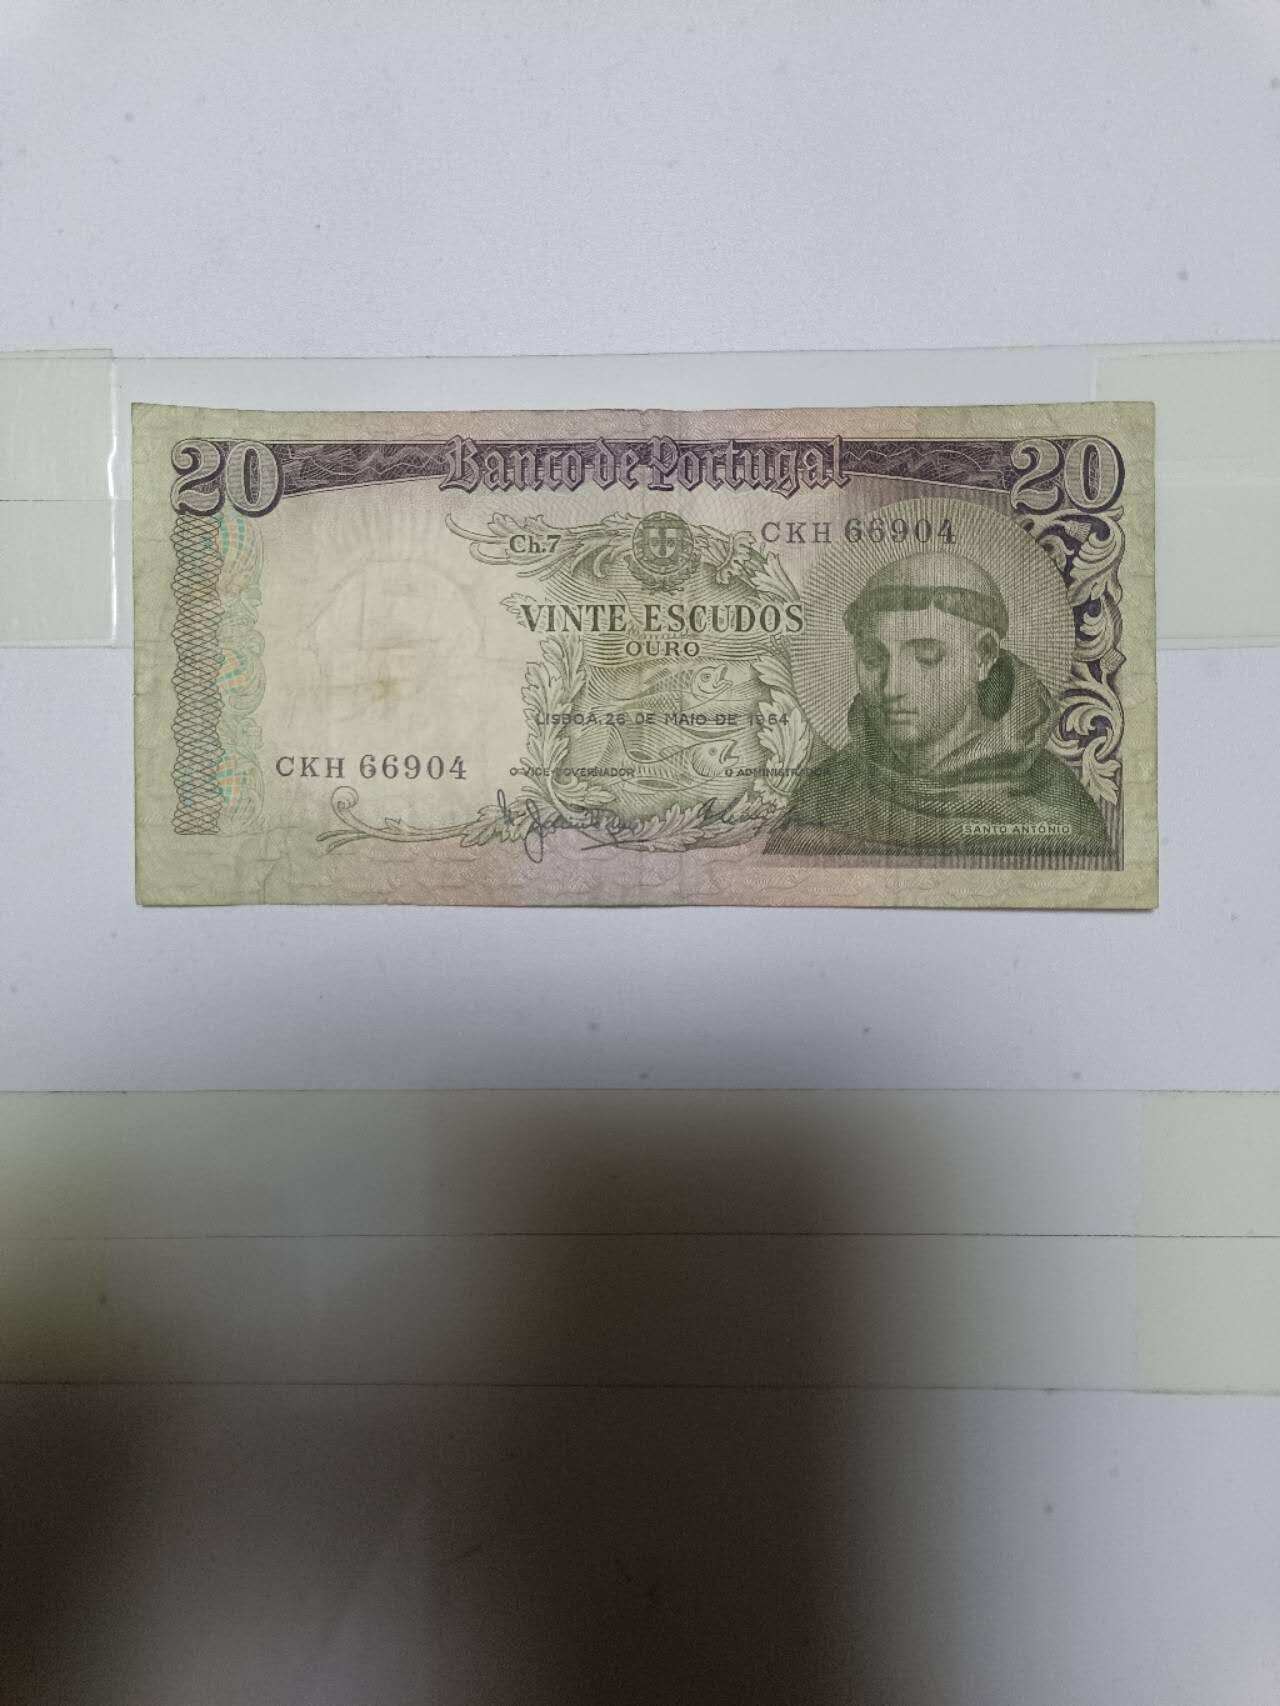 20 Banco de Portugal 20
Ch.7
CKH 66904
VINTE ESCUDOS
OURO
LISBOA, 26 DE MAIO DE 1964
CKH 66904
O VICE-GOVERNADOR
O ADMINISTRADOR
SANTO ANTÓNIO